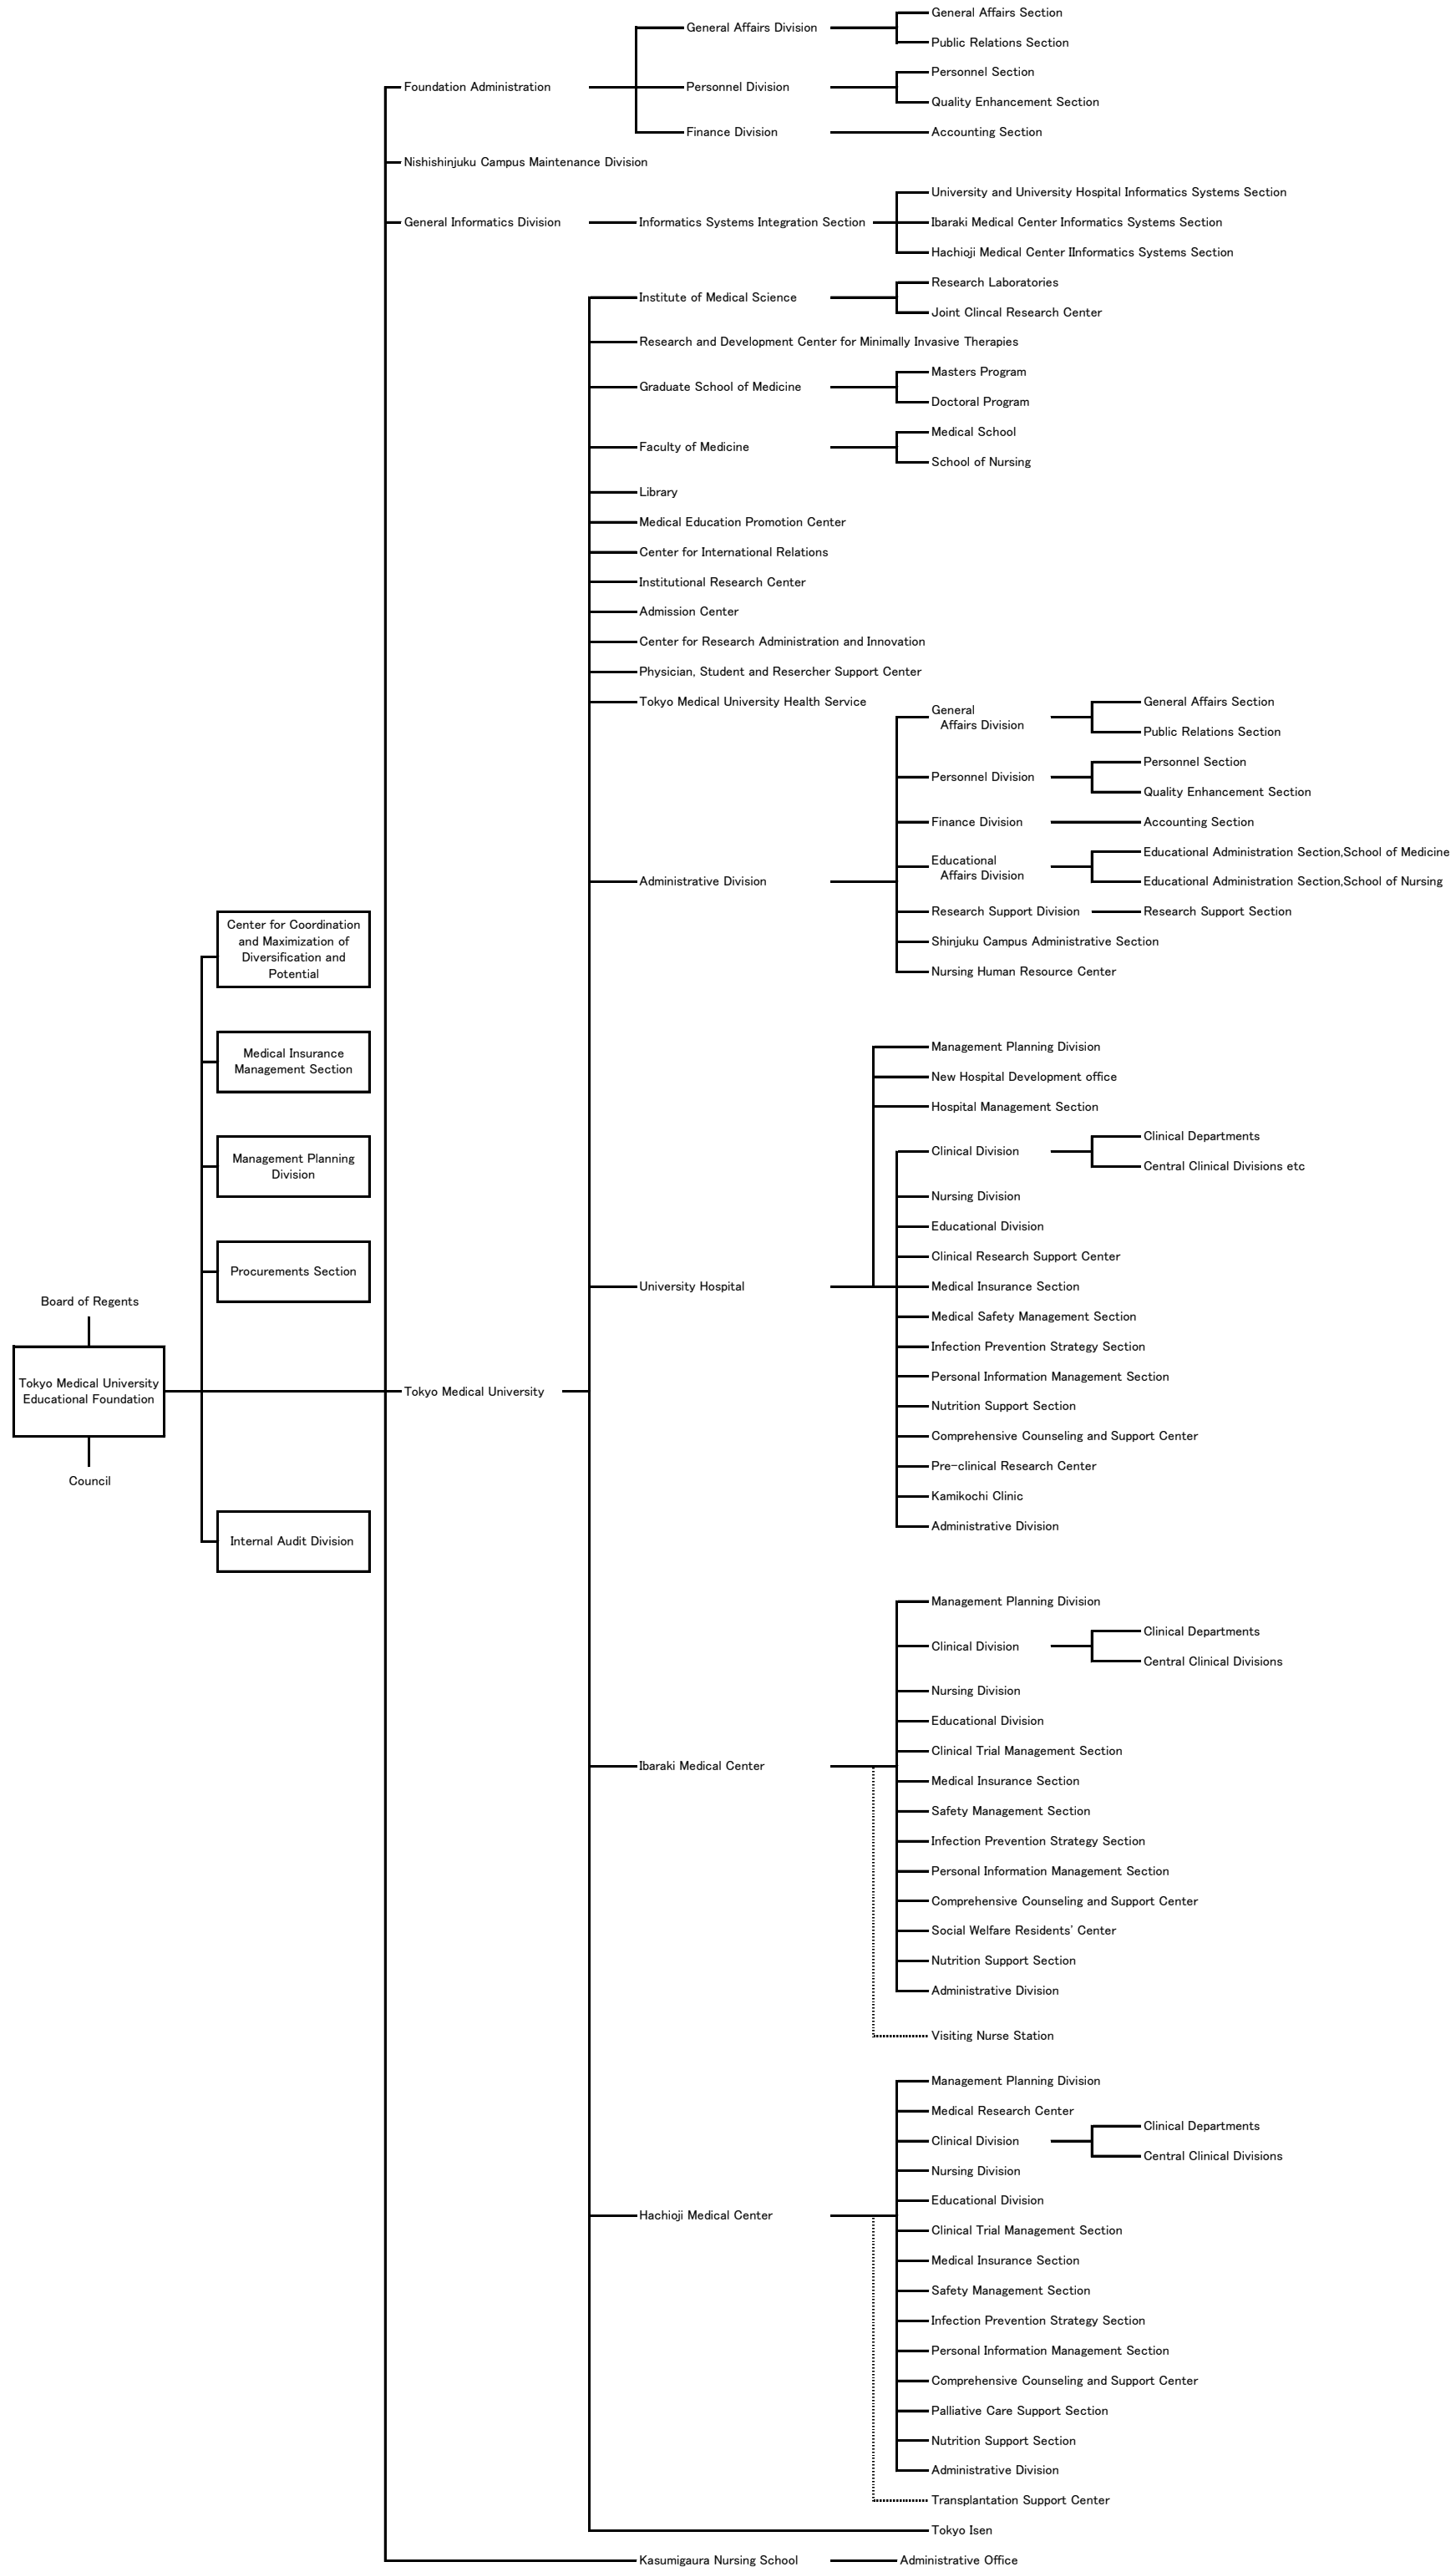 General Affairs Section
General Affairs Division
Public Relations Section
Personnel Section
Foundation Administration
Personnel Division
Quality Enhancement Section
Finance Division
Accounting Section
Nishishinjuku Campus Maintenance Division
University and University Hospital Informatics Systems Section
General Informatics Division
Informatics Systems Integration Section
Ibaraki Medical Center Informatics Systems Section
Hachioji Medical Center IInformatics Systems Section
Research Laboratories
Institute of Medical Science
Joint Clincal Research Center
Research and Development Center for Minimally Invasive Therapies
Masters Program
Graduate School of Medicine
Doctoral Program
Medical School
Faculty of Medicine
School of Nursing
Library
Medical Education Promotion Center
Center for International Relations
Institutional Research Center
Admission Center
Center for Research Administration and Innovation
Physician, Student and Resercher Support Center
Tokyo Medical University Health Service
General
Affairs Division
General Affairs Section
Public Relations Section
Personnel Section
Personnel Division
Quality Enhancement Section
Finance Division
Accounting Section
Educational
Affairs Division
Educational Administration Section,School of Medicine
Administrative Division
Educational Administration Section,School of Nursing
Research Support Division
Research Support Section
Shinjuku Campus Administrative Section
Nursing Human Resource Center
Center for Coordination
and Maximization of
Diversification and
Potential
Medical Insurance
Management Section
Management Planning
Division
Procurements Section
Board of Regents
Tokyo Medical University
Educational Foundation
Council
Internal Audit Division
Tokyo Medical University
Management Planning Division
New Hospital Development office
Hospital Management Section
Clinical Departments
Clinical Division
Central Clinical Divisions etc
Nursing Division
Educational Division
Clinical Research Support Center
University Hospital
Medical Insurance Section
Medical Safety Management Section
Infection Prevention Strategy Section
Personal Information Management Section
Nutrition Support Section
Comprehensive Counseling and Support Center
Pre-clinical Research Center
Kamikochi Clinic
Administrative Division
Management Planning Division
Clinical Departments
Clinical Division
Central Clinical Divisions
Nursing Division
Educational Division
Clinical Trial Management Section
Ibaraki Medical Center
Medical Insurance Section
Safety Management Section
Infection Prevention Strategy Section
Personal Information Management Section
Comprehensive Counseling and Support Center
Social Welfare Residents' Center
Nutrition Support Section
Administrative Division
Visiting Nurse Station
Management Planning Division
Medical Research Center
Clinical Departments
Clinical Division
Central Clinical Divisions
Nursing Division
Educational Division
Hachioji Medical Center
Clinical Trial Management Section
Medical Insurance Section
Safety Management Section
Infection Prevention Strategy Section
Personal Information Management Section
Comprehensive Counseling and Support Center
Palliative Care Support Section
Nutrition Support Section
Administrative Division
Transplantation Support Center
Tokyo Isen
Kasumigaura Nursing School
Administrative Office